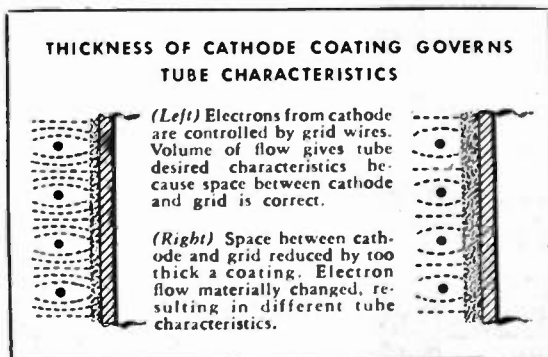 THICKNESS OF CATHODE COATING GOVERNS
TUBE CHARACTERISTICS
(Left) Electrons from cathode
are controlled by grid wires.
Volume of flow gives tube
desired characteristics be-
cause space between cathode
and grid is correct.
(Right) Space between cath-
ode and grid reduced by too
thick a coating. Electron
flow materially changed, re-
sulting in different tube
characteristics.